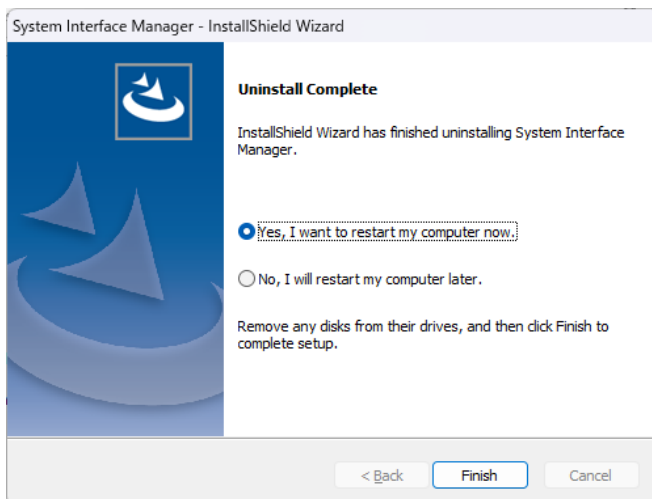 System Interface Manager - InstallShield Wizard
Uninstall Complete
InstallShield Wizard has finished uninstalling System Interface
Manager.
Yes, I want to restart my computer now.
No, I will restart my computer later.
Remove any disks from their drives, and then click Finish to
complete setup.
< Back
Finish
Cancel